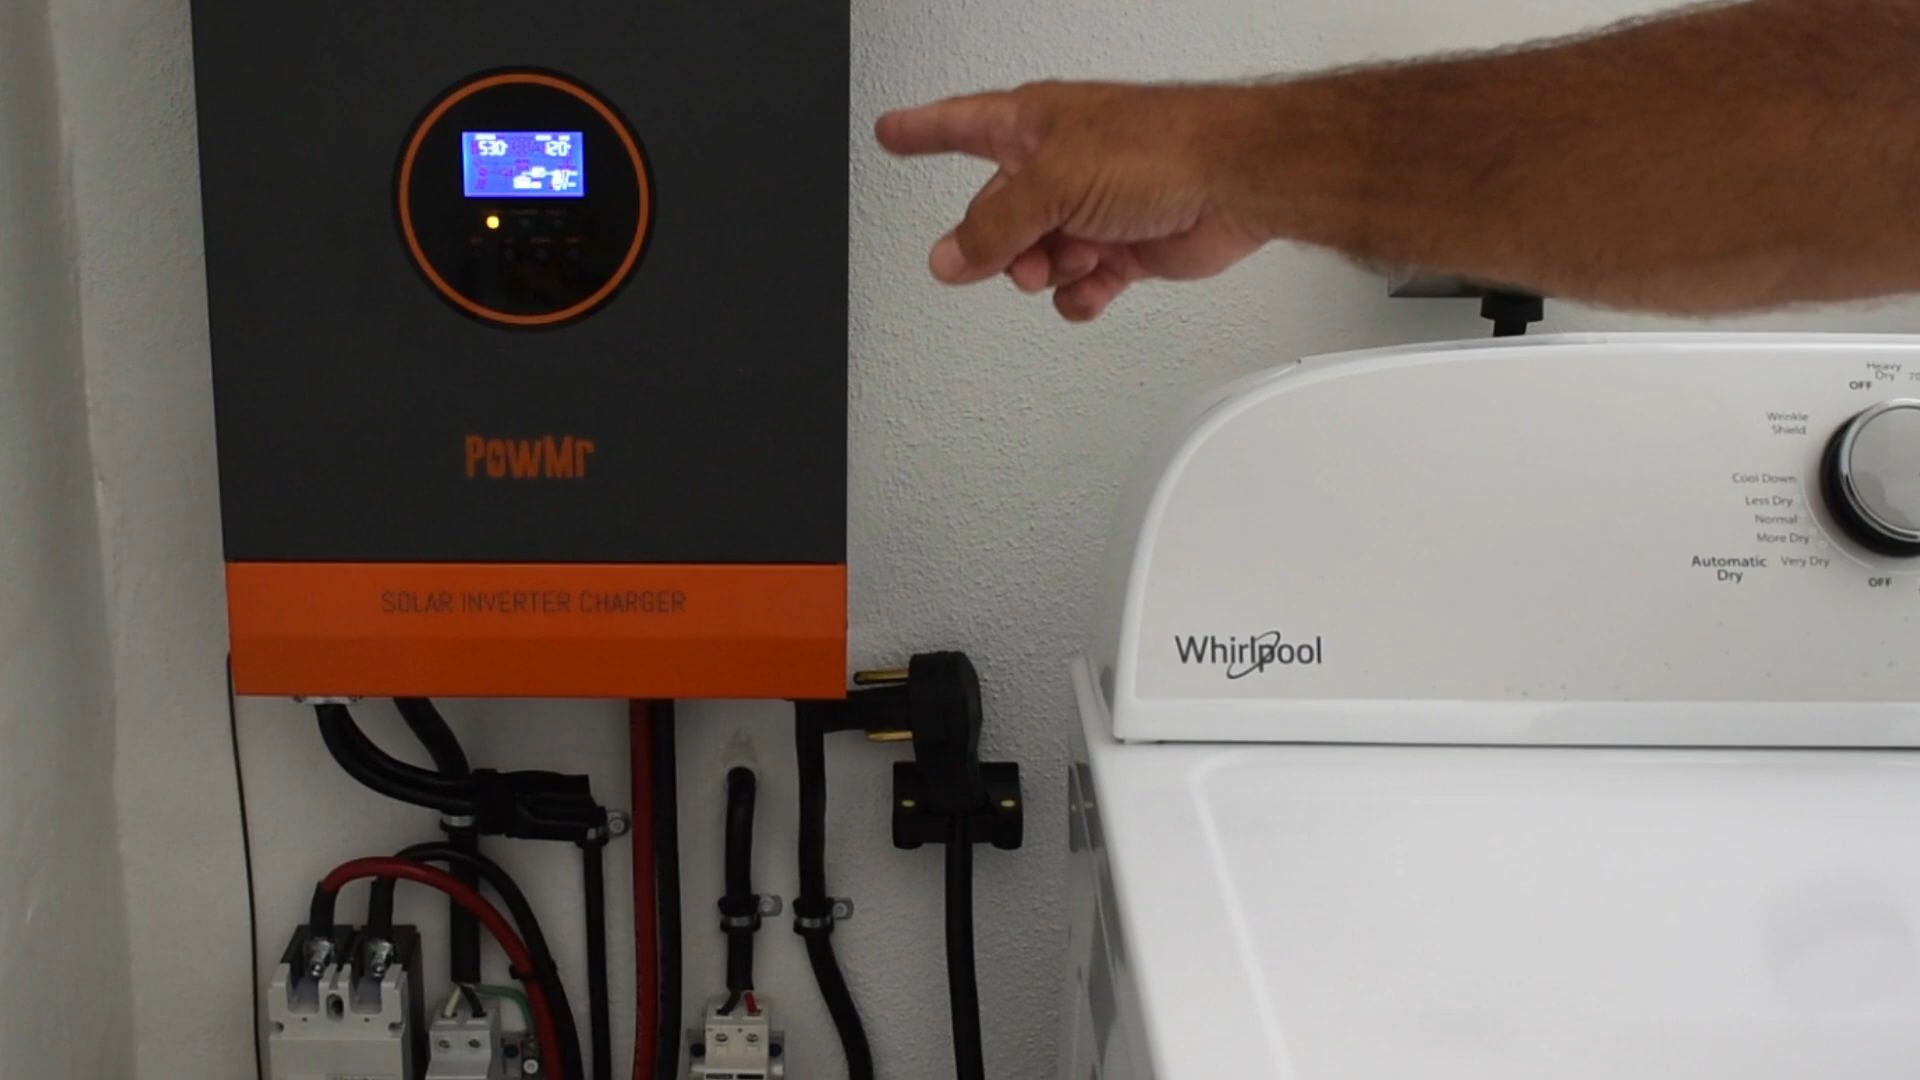 530
120
PowMr
SOLAR INVERTER CHARGER
Heavy
Dry
70
OFF
Wrinkle
Shield
Cool Down
Less Dry
Normal
More Dry
Automatic
Dry
Very Dry
OFF
Whirlpool